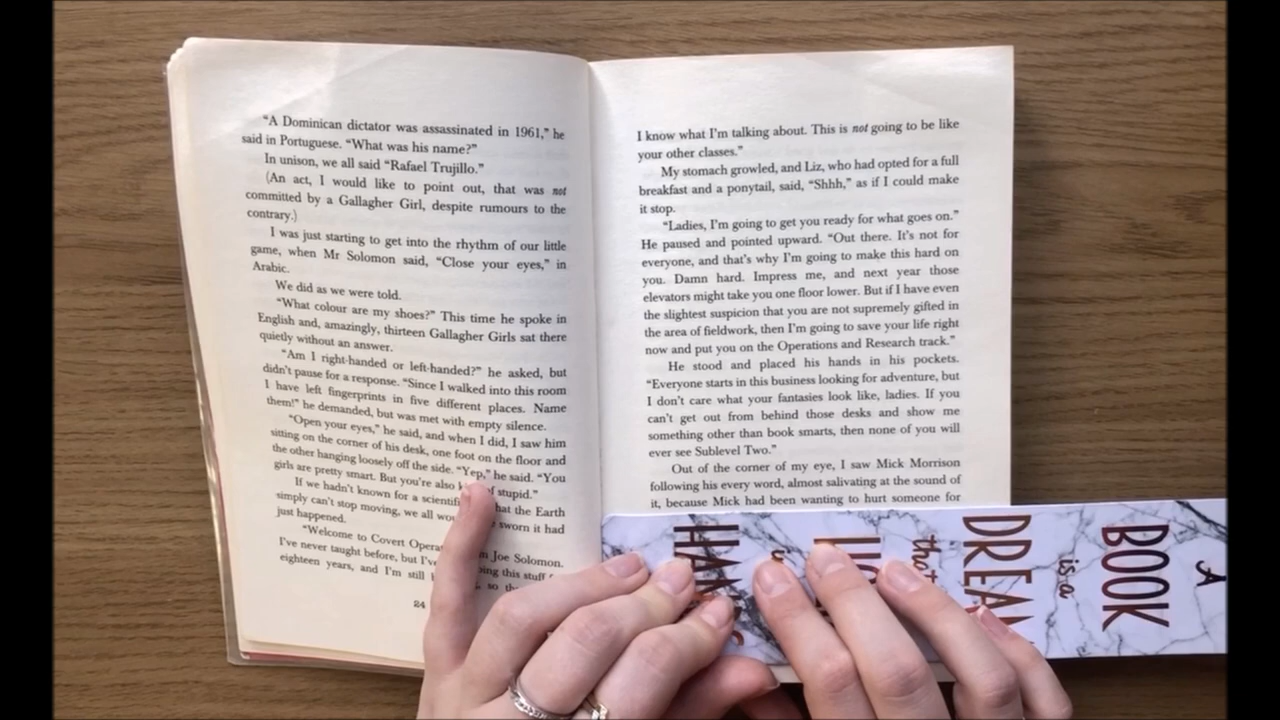 “A Dominican dictator was assassinated in 1961,” he
said in Portuguese. “What was his name?”
In unison, we all said “Rafael Trujillo.”
(An act, I would like to point out, that was not
committed by a Gallagher Girl, despite rumours to the
contrary.)
I was just starting to get into the rhythm of our little
game, when Mr Solomon said, “Close your eyes,” in
Arabic.
We did as we were told.
“What colour are my shoes?” This time he spoke in
English and, amazingly, thirteen Gallagher Girls sat there
quietly without an answer.
“Am I right-handed or left-handed?” he asked, but
didn’t pause for a response. “Since I walked into this room
I have left fingerprints in five different places. Name
them!” he demanded, but was met with empty silence.
“Open your eyes,” he said, and when I did, I saw him
sitting on the corner of his desk, one foot on the floor and
the other hanging loosely off the side. “Yep,” he said. “You
girls are pretty smart. But you’re also of stupid.”
If we hadn’t known for a scientific that the Earth
simply can’t stop moving, we all sworn it had
just happened.
“Welcome to Covert Joe Solomon.
I’ve never taught before, but I’ve this stuff
eighteen years, and I’m still
24
I know what I’m talking about. This is not going to be like
your other classes.”
My stomach growled, and Liz, who had opted for a full
breakfast and a ponytail, said, “Shhh,” as if I could make
it stop.
“Ladies, I’m going to get you ready for what goes on.”
He paused and pointed upward. “Out there. It’s not for
everyone, and that’s why I’m going to make this hard on
you. Damn hard. Impress me, and next year those
elevators might take you one floor lower. But if I have even
the slightest suspicion that you are not supremely gifted in
the area of fieldwork, then I’m going to save your life right
now and put you on the Operations and Research track.”
He stood and placed his hands in his pockets.
“Everyone starts in this business looking for adventure, but
I don’t care what your fantasies look like, ladies. If you
can’t get out from behind those desks and show me
something other than book smarts, then none of you will
ever see Sublevel Two.”
Out of the corner of my eye, I saw Mick Morrison
following his every word, almost salivating at the sound of
it, because Mick had been wanting to hurt someone for
A
BOOK
is a
DREAM
that